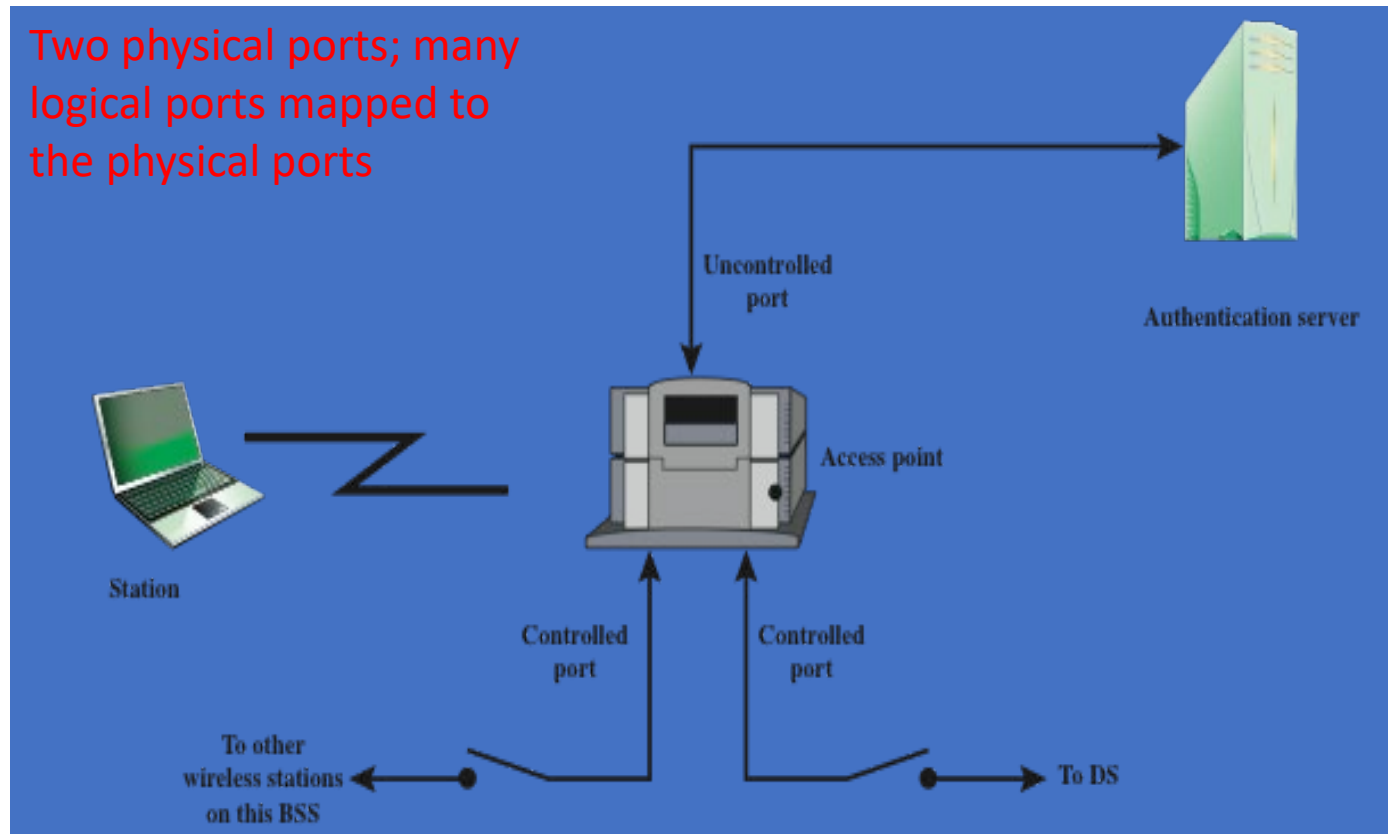 Two physical ports; many
logical ports mapped to
the physical ports
Uncontrolled
port
Authentication server
Access point
Station
Controlled
port
Controlled
port
To other
wireless stations
on this BSS
To DS